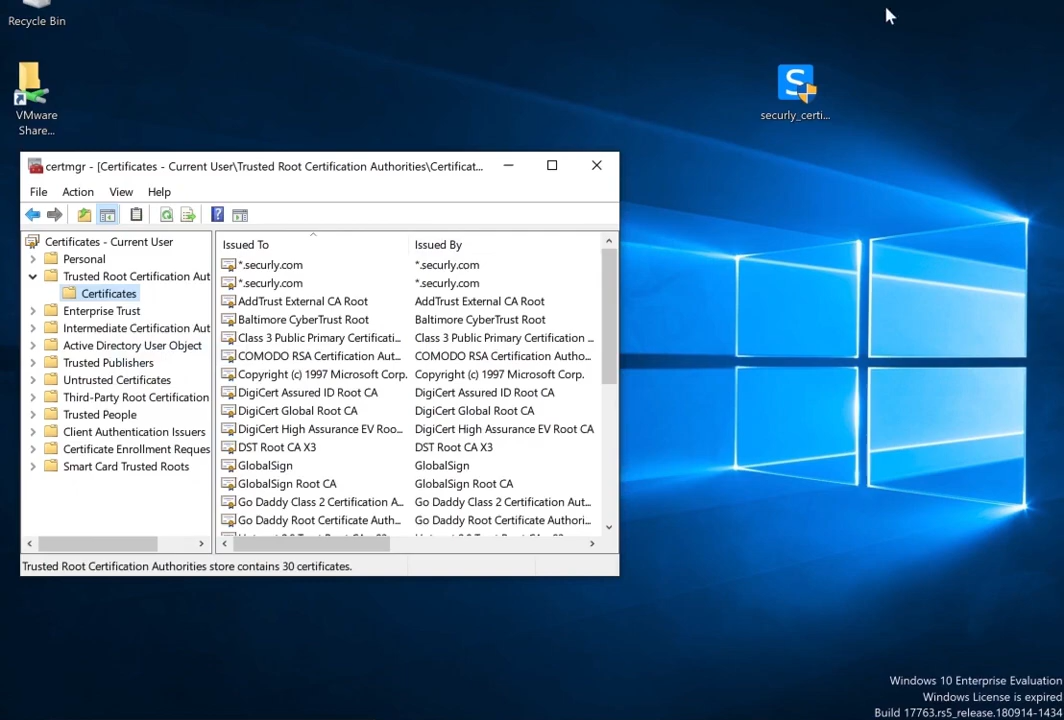 Recycle Bin
VMware
Share...
securly_certi...
certmgr - [Certificates - Current User\Trusted Root Certification Authorities\Certificat...
File Action View Help
Certificates - Current User
Personal
Trusted Root Certification Aut
Certificates
Enterprise Trust
Intermediate Certification Aut
Active Directory User Object
Trusted Publishers
Untrusted Certificates
Third-Party Root Certification
Trusted People
Client Authentication Issuers
Certificate Enrollment Reques
Smart Card Trusted Roots
Issued To Issued By
*.securly.com *.securly.com
*.securly.com *.securly.com
AddTrust External CA Root AddTrust External CA Root
Baltimore CyberTrust Root Baltimore CyberTrust Root
Class 3 Public Primary Certificati... Class 3 Public Primary Certification ...
COMODO RSA Certification Aut... COMODO RSA Certification Autho...
Copyright (c) 1997 Microsoft Corp. Copyright (c) 1997 Microsoft Corp.
DigiCert Assured ID Root CA DigiCert Assured ID Root CA
DigiCert Global Root CA DigiCert Global Root CA
DigiCert High Assurance EV Roo... DigiCert High Assurance EV Root CA
DST Root CA X3 DST Root CA X3
GlobalSign GlobalSign
GlobalSign Root CA GlobalSign Root CA
Go Daddy Class 2 Certification A... Go Daddy Class 2 Certification Aut...
Go Daddy Root Certificate Auth... Go Daddy Root Certificate Authori...
Trusted Root Certification Authorities store contains 30 certificates.
Windows 10 Enterprise Evaluation
Windows License is expired
Build 17763.rs5_release.180914-1434